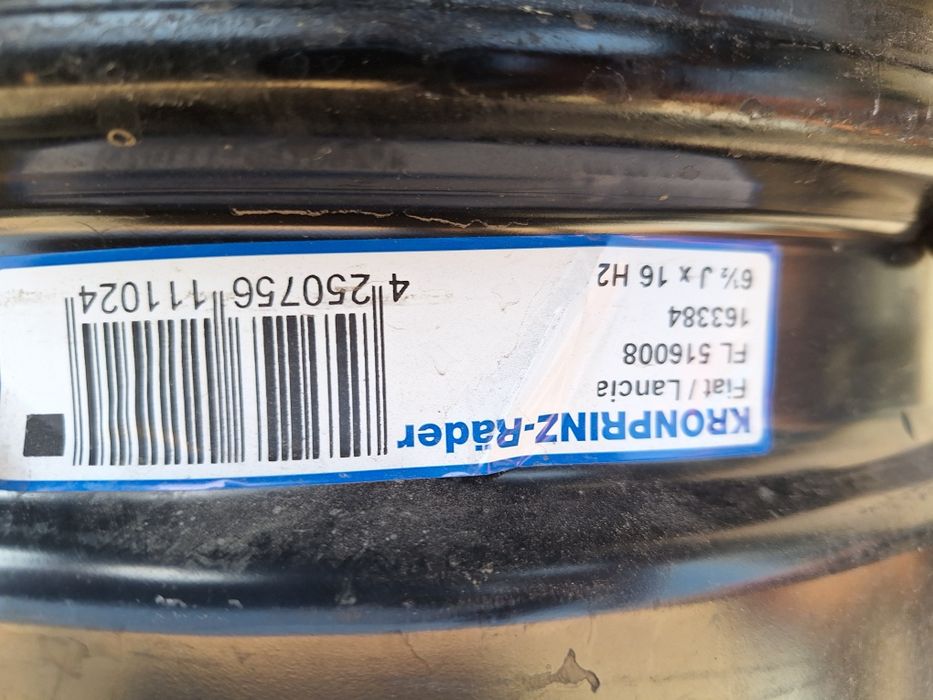 KRONPRINZ-Räder
Fiat / Lancia
FL 516008
163384
6½ J x 16 H2
4 250756 111024